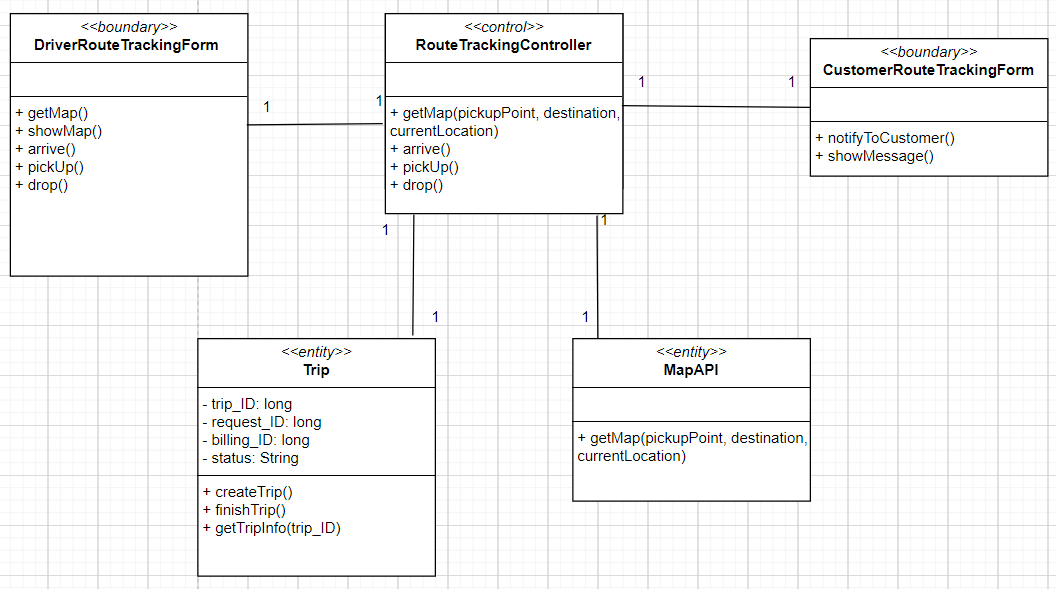 <<boundary>>
DriverRouteTrackingForm
+ getMap()
+ showMap()
+ arrive()
+ pickUp()
+ drop()
1
1
<<control>>
RouteTrackingController
+ getMap(pickupPoint, destination,
currentLocation)
+ arrive()
+ pickUp()
+ drop()
1
1
<<boundary>>
CustomerRouteTrackingForm
+ notifyToCustomer()
+ showMessage()
1
1
1
1
<<entity>>
Trip
- trip_ID: long
- request_ID: long
- billing_ID: long
- status: String
+ createTrip()
+ finishTrip()
+ getTripInfo(trip_ID)
<<entity>>
MapAPI
+ getMap(pickupPoint, destination,
currentLocation)